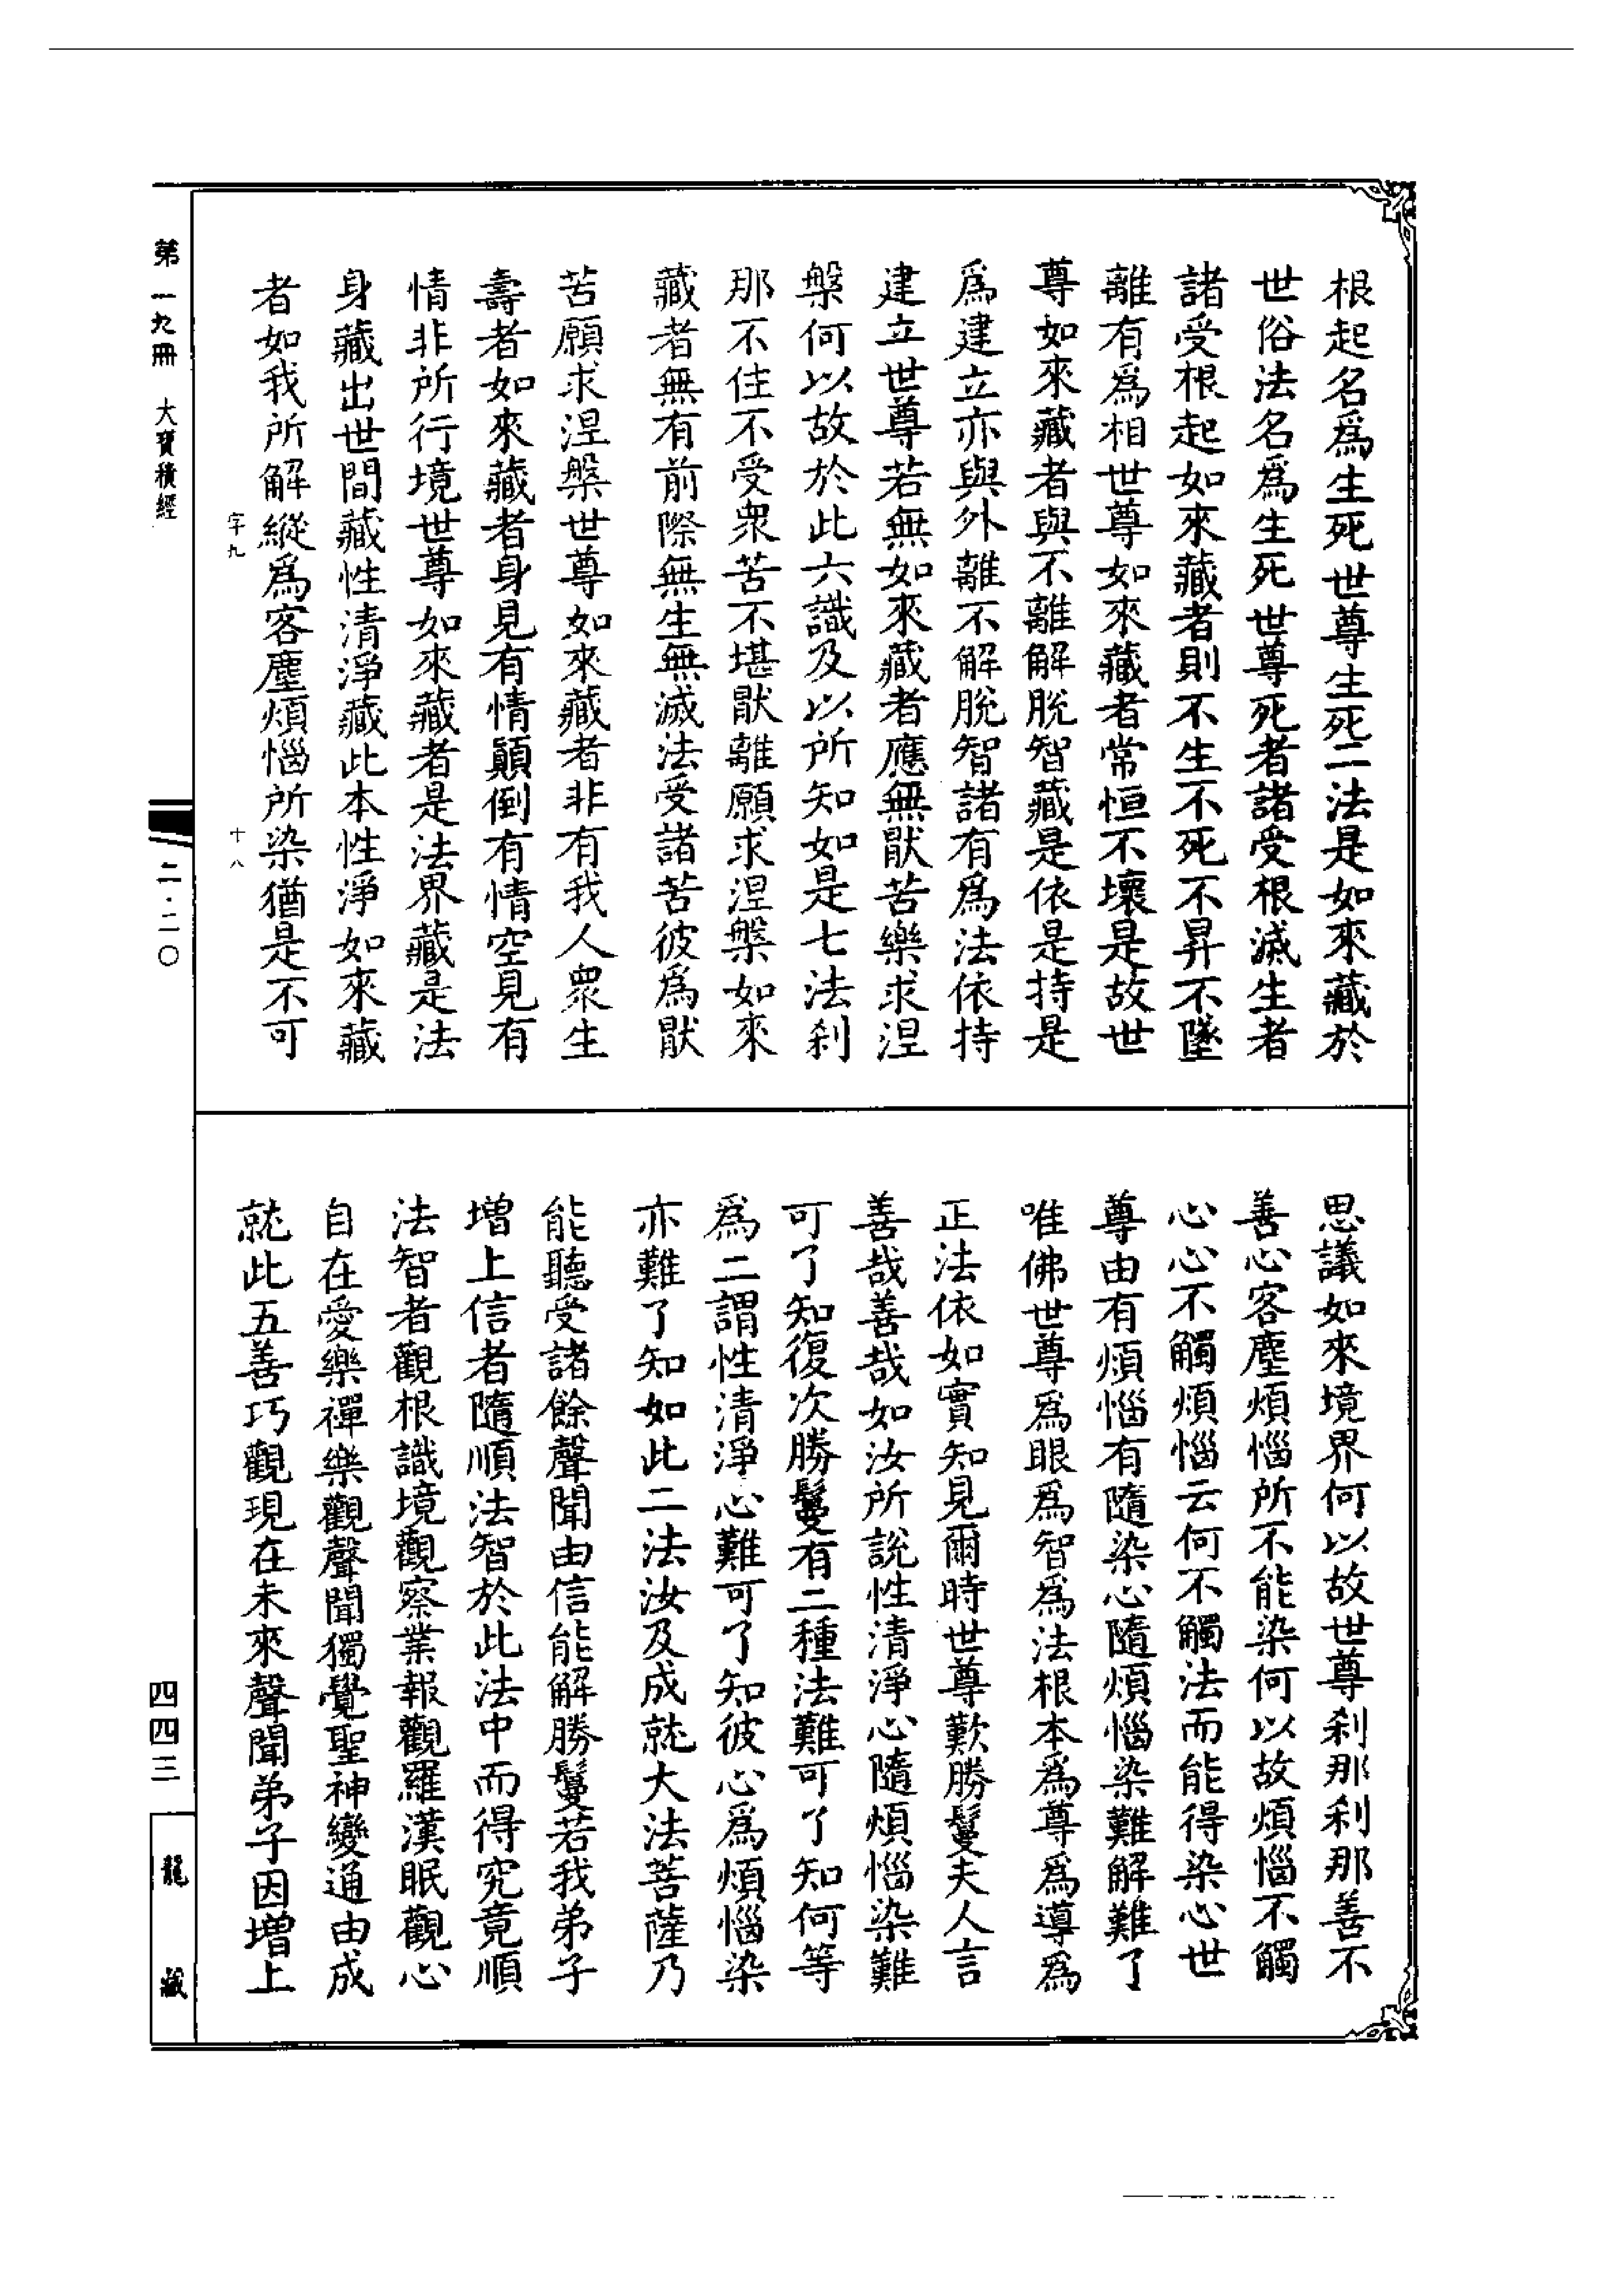 根起名為生死世尊生死二法是如來藏於
世俗法名為生死世尊死者諸受根滅生者
諸受根起如來藏者則不生不死不昇不墜
離有為相世尊如來藏者常恒不壞是故世
尊如來藏者與不離解脫智藏是依是持是
為建立亦與外離不解脫智諸有為法依持
建立世尊若無如來藏者應無猒苦樂求涅
槃何以故於此六識及以所知如是七法刹
那不住不受衆苦不堪猒離願求涅槃如來
藏者無有前際無生無滅法受諸苦彼為猒
苦願求涅槃世尊如來藏者非有我人衆生
壽者如來藏者身見有情顛倒有情空見有
情非所行境世尊如來藏者是法界藏是法
身藏出世間藏性清淨藏此本性淨如來藏
者如我所解縱為客塵煩惱所染猶是不可
思議如來境界何以故世尊刹那刹那善不
善心客塵煩惱所不能染何以故煩惱不觸
心心不觸煩惱云何不觸法而能得染心世
尊由有煩惱有隨染心隨煩惱染難解難了
唯佛世尊為眼為智為法根本為尊為導為
正法依如實知見爾時世尊歎勝鬘夫人言
善哉善哉如汝所說性清淨心隨煩惱染難
可了知復次勝鬘有二種法難可了知何等
為二謂性清淨心難可了知彼心為煩惱染
亦難了知如此二法汝及成就大法菩薩乃
能聽受諸餘聲聞由信能解勝鬘若我弟子
增上信者隨順法智於此法中而得究竟順
法智者觀根識境觀察業報觀羅漢眠觀心
自在愛樂禪樂觀聲聞獨覺聖神變通由成
就此五善巧觀現在未來聲聞弟子因增上
字九
十八
第一九冊 大寶積經
二·二〇
四四三
龍藏